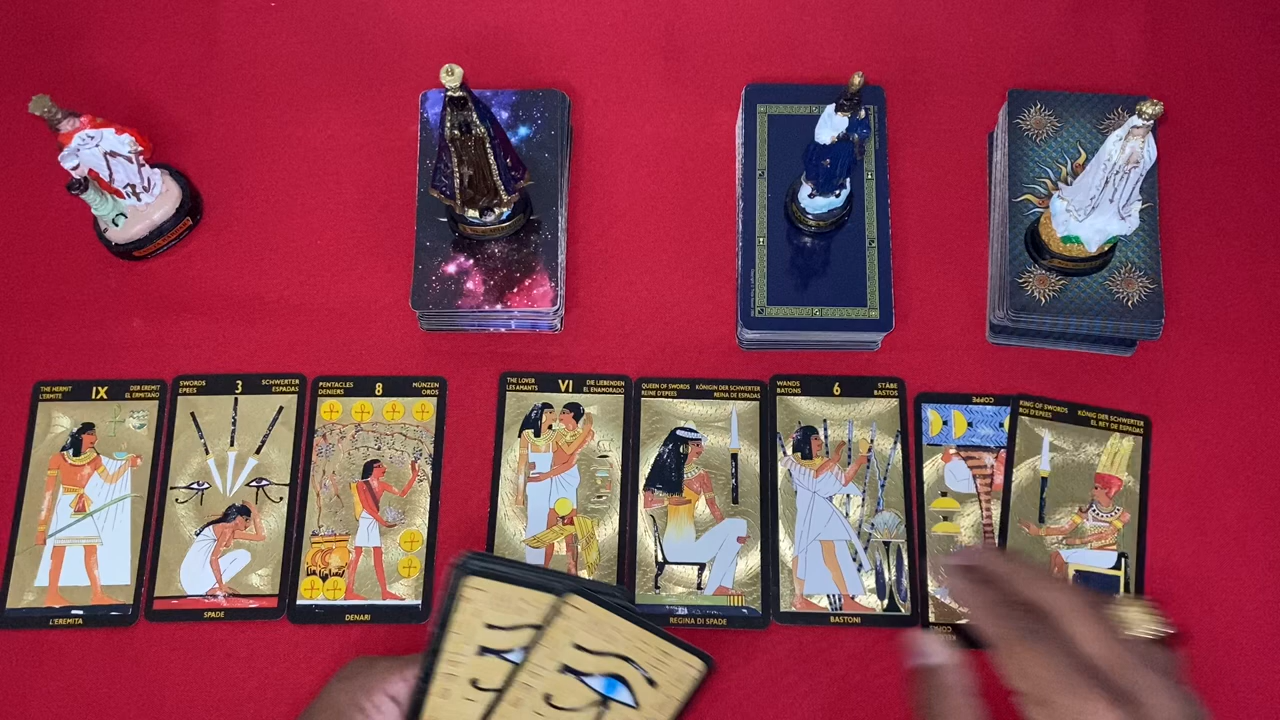 THE HERMIT
L'ERMITE
IX
DER EREMIT
EL ERMITAÑO
L'EREMITA
SWORDS
EPEES
3
SCHWERTER
ESPADAS
SPADE
PENTACLES
DENIERS
8
MÜNZEN
OROS
DENARI
THE LOVER
LES AMANTS
VI
DIE LIEBENDEN
EL ENAMORADO
QUEEN OF SWORDS
REINE D'EPEES
KÖNIGIN DER SCHWERTER
REINA DE ESPADAS
REGINA DI SPADE
WANDS
BATONS
6
STÄBE
BASTOS
BASTONI
COPPE
KING OF SWORDS
ROI D'EPEES
KÖNIG DER SCHWERTER
EL REY DE ESPADAS